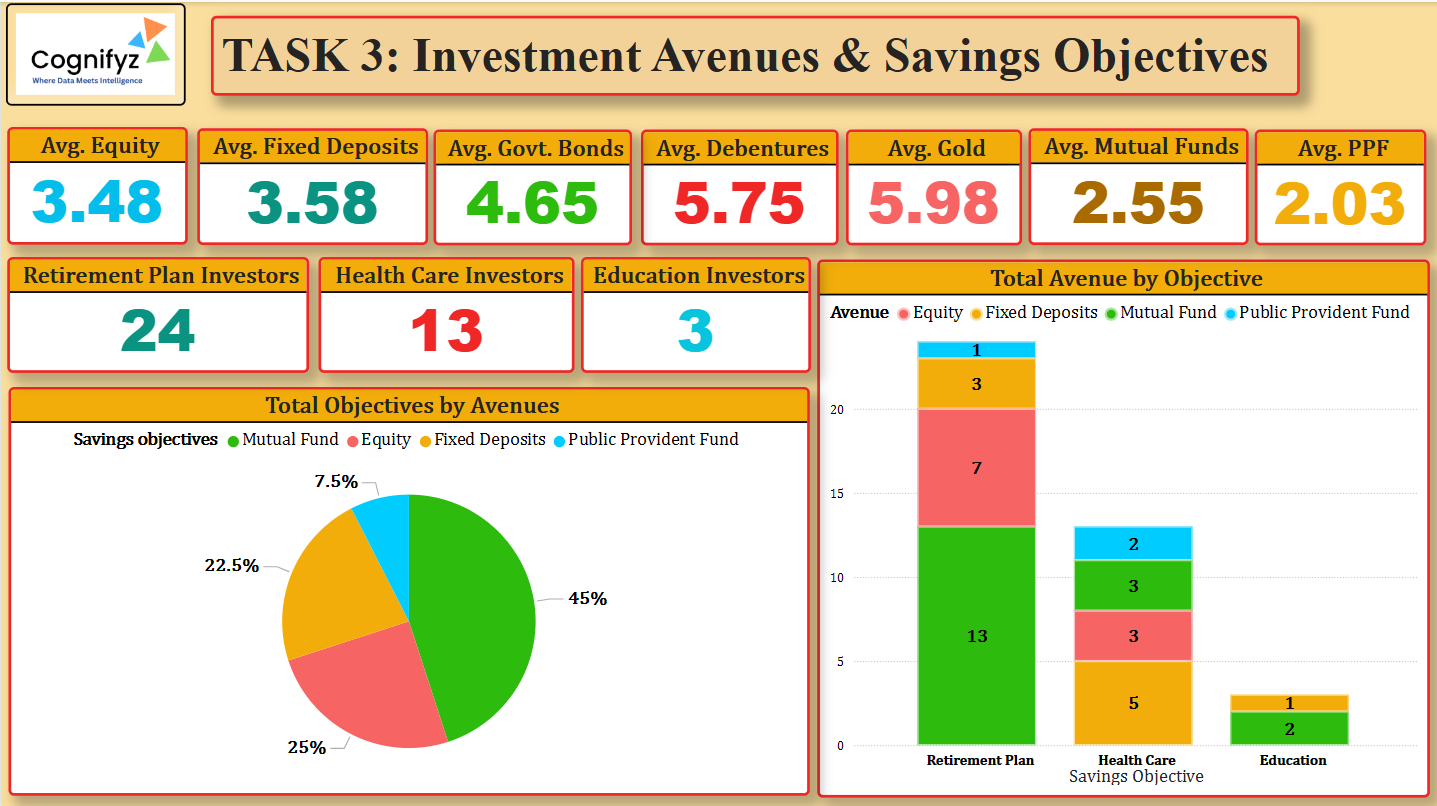 Cognifyz
Where Data Meets Intelligence
TASK 3: Investment Avenues & Savings Objectives
Avg. Equity
3.48
Avg. Fixed Deposits
3.58
Avg. Govt. Bonds
4.65
Avg. Debentures
5.75
Avg. Gold
5.98
Avg. Mutual Funds
2.55
Avg. PPF
2.03
Retirement Plan Investors
24
Health Care Investors
13
Education Investors
3
Total Objectives by Avenues
Savings objectives Mutual Fund Equity Fixed Deposits Public Provident Fund
7.5%
22.5%
45%
25%
Total Avenue by Objective
Avenue Equity Fixed Deposits Mutual Fund Public Provident Fund
20
15
10
5
0
1
3
7
13
2
3
3
5
1
2
Retirement Plan Health Care Education
Savings Objective